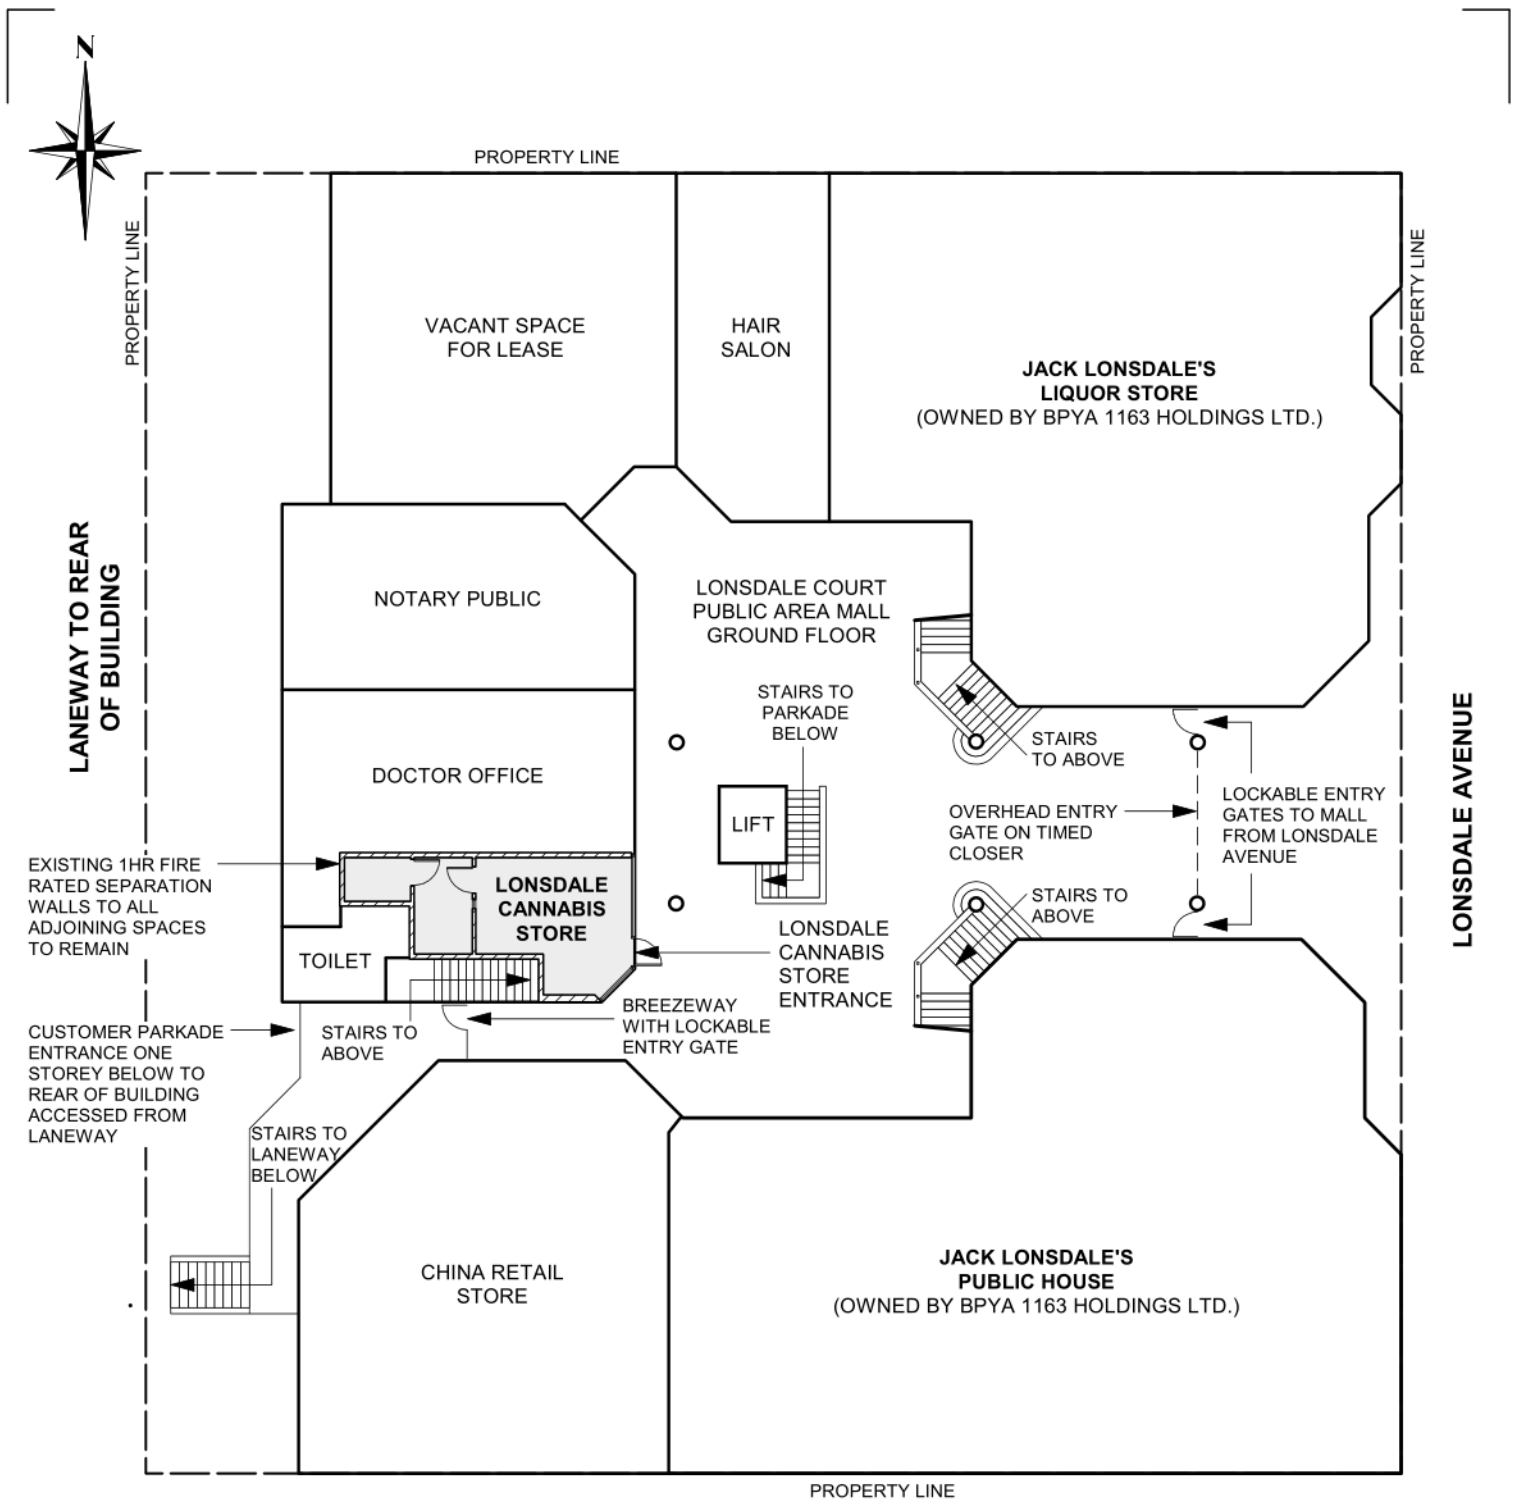 N
PROPERTY LINE
PROPERTY LINE
PROPERTY LINE
VACANT SPACE
FOR LEASE
HAIR
SALON
JACK LONSDALE'S
LIQUOR STORE
(OWNED BY BPYA 1163 HOLDINGS LTD.)
LANEWAY TO REAR
OF BUILDING
NOTARY PUBLIC
LONSDALE COURT
PUBLIC AREA MALL
GROUND FLOOR
STAIRS TO
PARKADE
BELOW
STAIRS
TO ABOVE
LONSDALE AVENUE
DOCTOR OFFICE
LIFT
OVERHEAD ENTRY
GATE ON TIMED
CLOSER
LOCKABLE ENTRY
GATES TO MALL
FROM LONSDALE
AVENUE
EXISTING 1HR FIRE
RATED SEPARATION
WALLS TO ALL
ADJOINING SPACES
TO REMAIN
LONSDALE
CANNABIS
STORE
STAIRS TO
ABOVE
TOILET
LONSDALE
CANNABIS
STORE
ENTRANCE
CUSTOMER PARKADE
ENTRANCE ONE
STOREY BELOW TO
REAR OF BUILDING
ACCESSED FROM
LANEWAY
STAIRS TO
ABOVE
BREEZEWAY
WITH LOCKABLE
ENTRY GATE
STAIRS TO
LANEWAY
BELOW
CHINA RETAIL
STORE
JACK LONSDALE'S
PUBLIC HOUSE
(OWNED BY BPYA 1163 HOLDINGS LTD.)
PROPERTY LINE